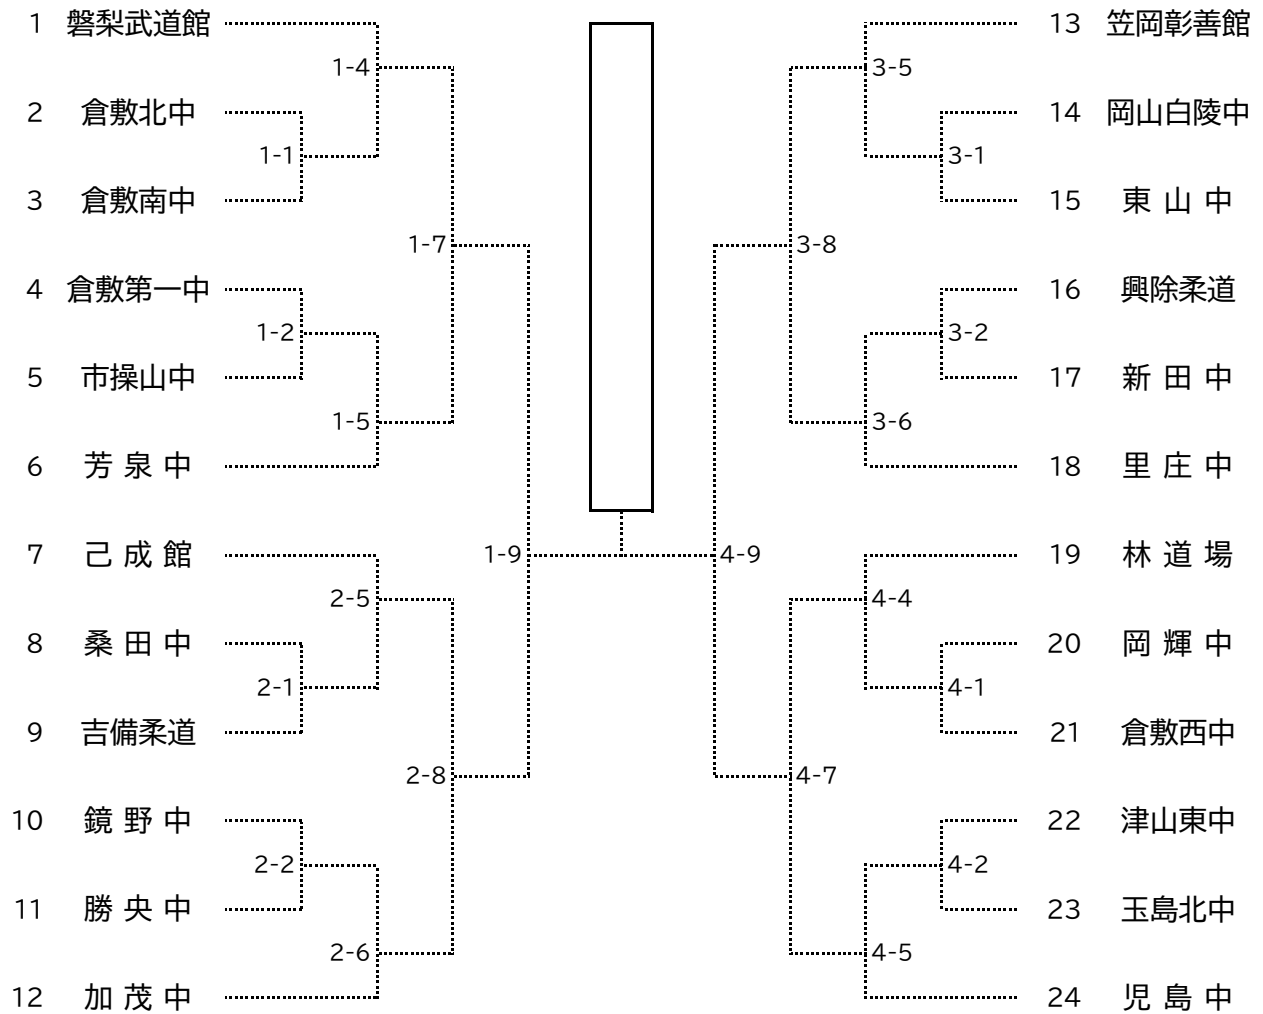 1 磐梨武道館
1-4
2 倉敷北中
1-1
3 倉敷南中
1-7
4 倉敷第一中
1-2
5 市操山中
1-5
6 芳泉中
1-9
7 己成館
2-5
8 桑田中
2-1
9 吉備柔道
2-8
10 鏡野中
2-2
11 勝央中
2-6
12 加茂中
13 笠岡彰善館
3-5
14 岡山白陵中
3-1
15 東山中
3-8
16 興除柔道
3-2
17 新田中
3-6
18 里庄中
4-9
19 林道場
4-4
20 岡輝中
4-1
21 倉敷西中
4-7
22 津山東中
4-2
23 玉島北中
4-5
24 児島中